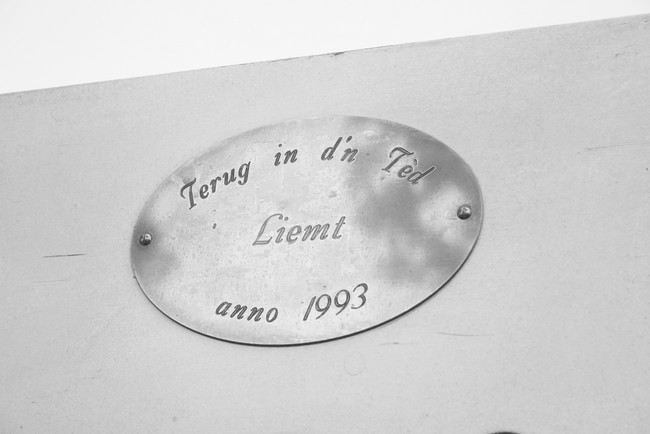 Terug in d'n Tèd
Liemt
anno 1993